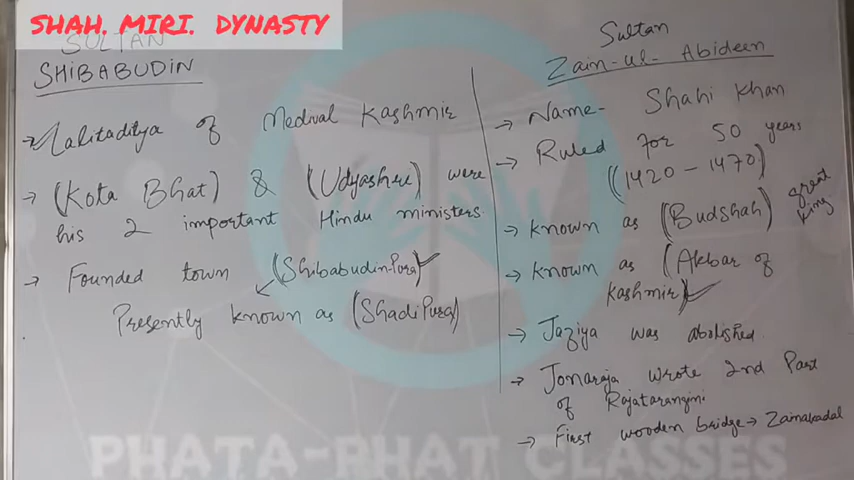 SHAH. MIRI. DYNASTY
SULTAN
SHIBABUDIN
→ Lalitaditya of Medival Kashmir
→ (Kota Bhat) & (Udyashree) were
his 2 important Hindu ministers.
→ Founded town (Shibabudin-Pura)
Presently known as (ShadiPura)
Sultan
Zain-ul-Abideen
→ Name- Shahi Khan
→ Ruled for 50 years
((1420-1470)
→ known as (Budshah) great
king
→ known as (Akbar of
Kashmir)
→ Jaziya was abolished.
→ Jonaraja wrote 2nd Part
of Rajatarangini.
→ First wooden bridge → Zainakadal
PHATA-PHAT CLASSES